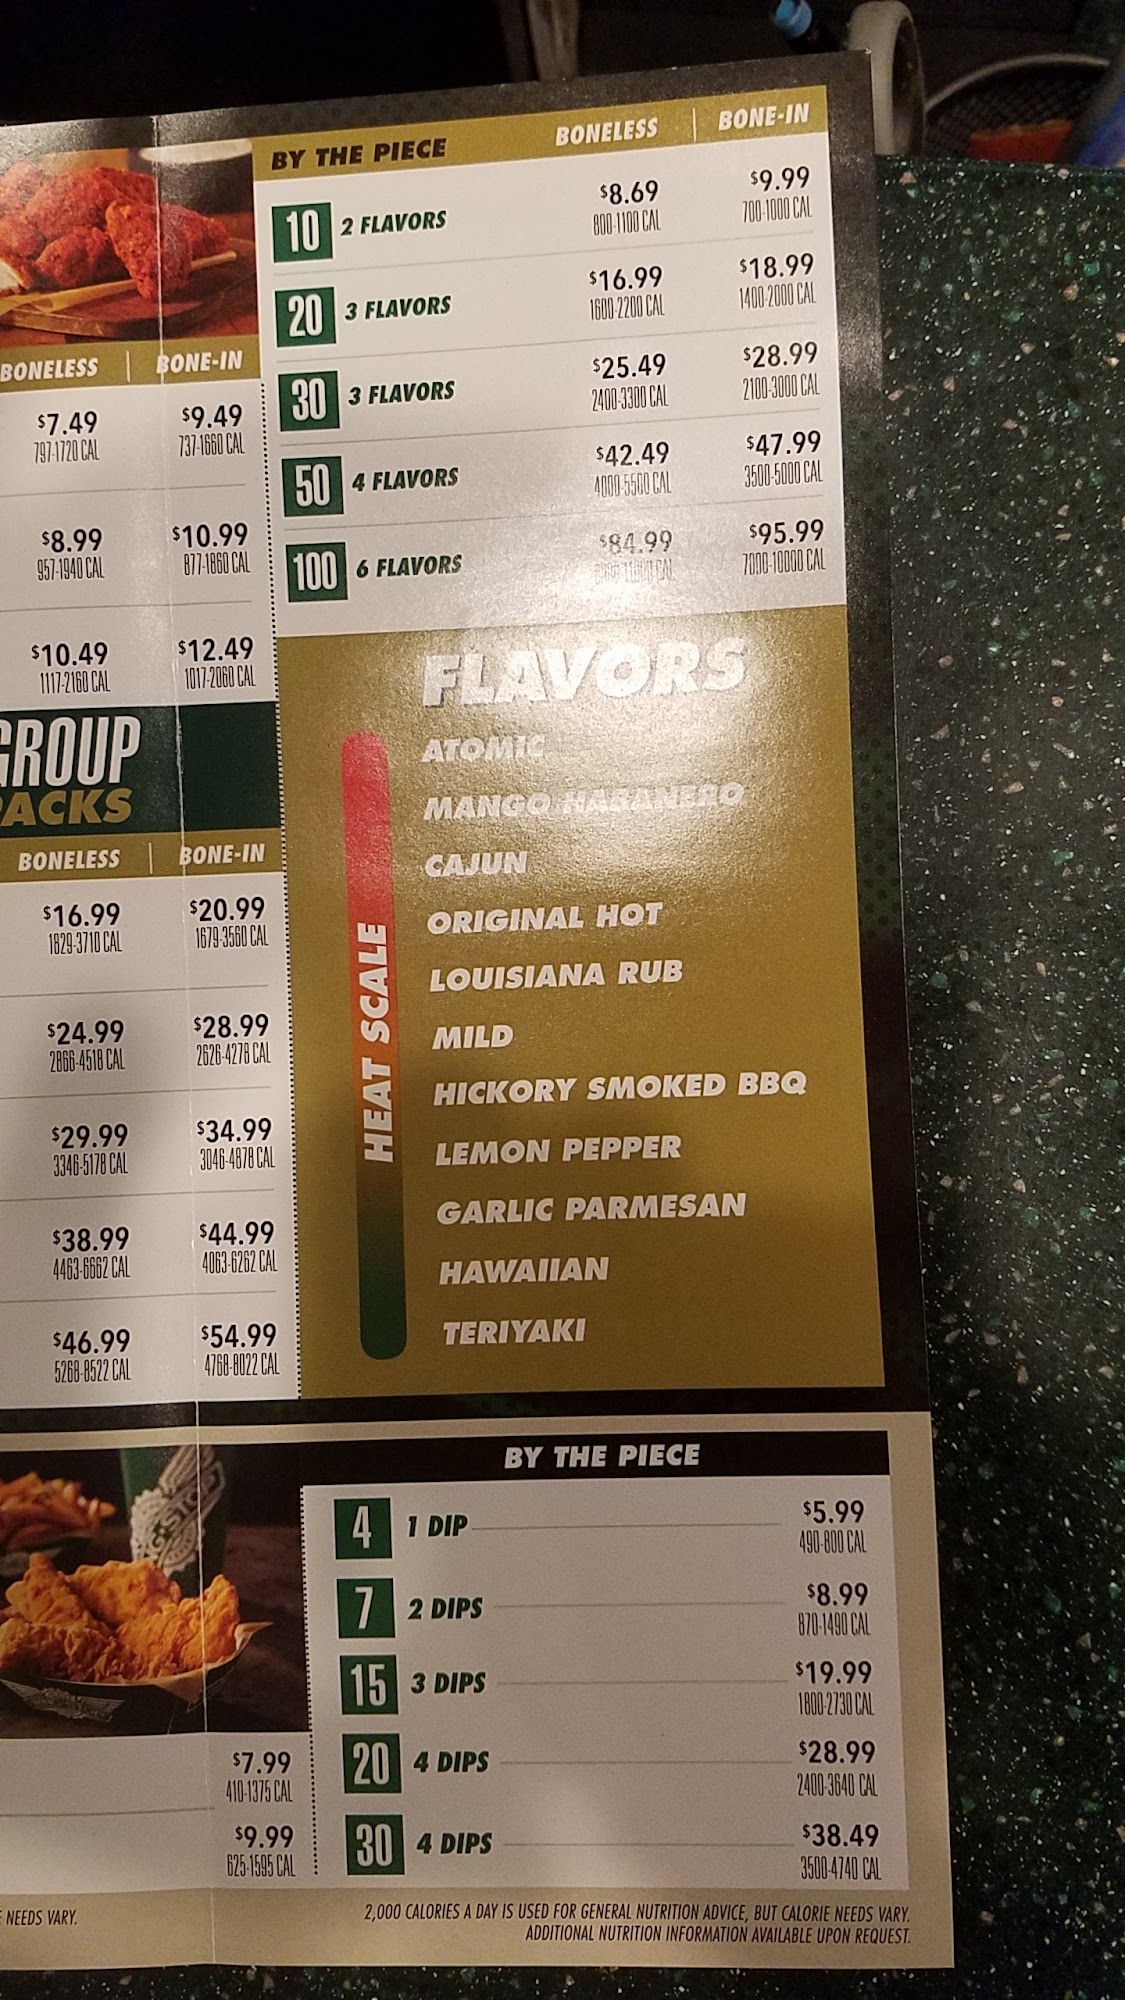 BONELESS | BONE-IN
$7.49 $9.49
797-1720 CAL 737-1660 CAL
$8.99 $10.99
957-1940 CAL 877-1860 CAL
$10.49 $12.49
1117-2160 CAL 1017-2060 CAL
GROUP
PACKS
BONELESS | BONE-IN
$16.99 $20.99
1829-3710 CAL 1679-3560 CAL
$24.99 $28.99
2866-4518 CAL 2626-4278 CAL
$29.99 $34.99
3346-5178 CAL 3046-4878 CAL
$38.99 $44.99
4463-6662 CAL 4063-6262 CAL
$46.99 $54.99
5268-8522 CAL 4768-8022 CAL
BY THE PIECE BONELESS | BONE-IN
10 2 FLAVORS $8.69 $9.99
800-1100 CAL 700-1000 CAL
20 3 FLAVORS $16.99 $18.99
1600-2200 CAL 1400-2000 CAL
30 3 FLAVORS $25.49 $28.99
2400-3300 CAL 2100-3000 CAL
50 4 FLAVORS $42.49 $47.99
4000-5500 CAL 3500-5000 CAL
100 6 FLAVORS $84.99 $95.99
CAL 7000-10000 CAL
FLAVORS
HEAT SCALE
ATOMIC
MANGO HABANERO
CAJUN
ORIGINAL HOT
LOUISIANA RUB
MILD
HICKORY SMOKED BBQ
LEMON PEPPER
GARLIC PARMESAN
HAWAIIAN
TERIYAKI
$7.99
410-1375 CAL
$9.99
625-1595 CAL
NEEDS VARY.
BY THE PIECE
4 1 DIP $5.99
490-800 CAL
7 2 DIPS $8.99
870-1490 CAL
15 3 DIPS $19.99
1800-2730 CAL
20 4 DIPS $28.99
2400-3640 CAL
30 4 DIPS $38.49
3500-4740 CAL
2,000 CALORIES A DAY IS USED FOR GENERAL NUTRITION ADVICE, BUT CALORIE NEEDS VARY.
ADDITIONAL NUTRITION INFORMATION AVAILABLE UPON REQUEST.